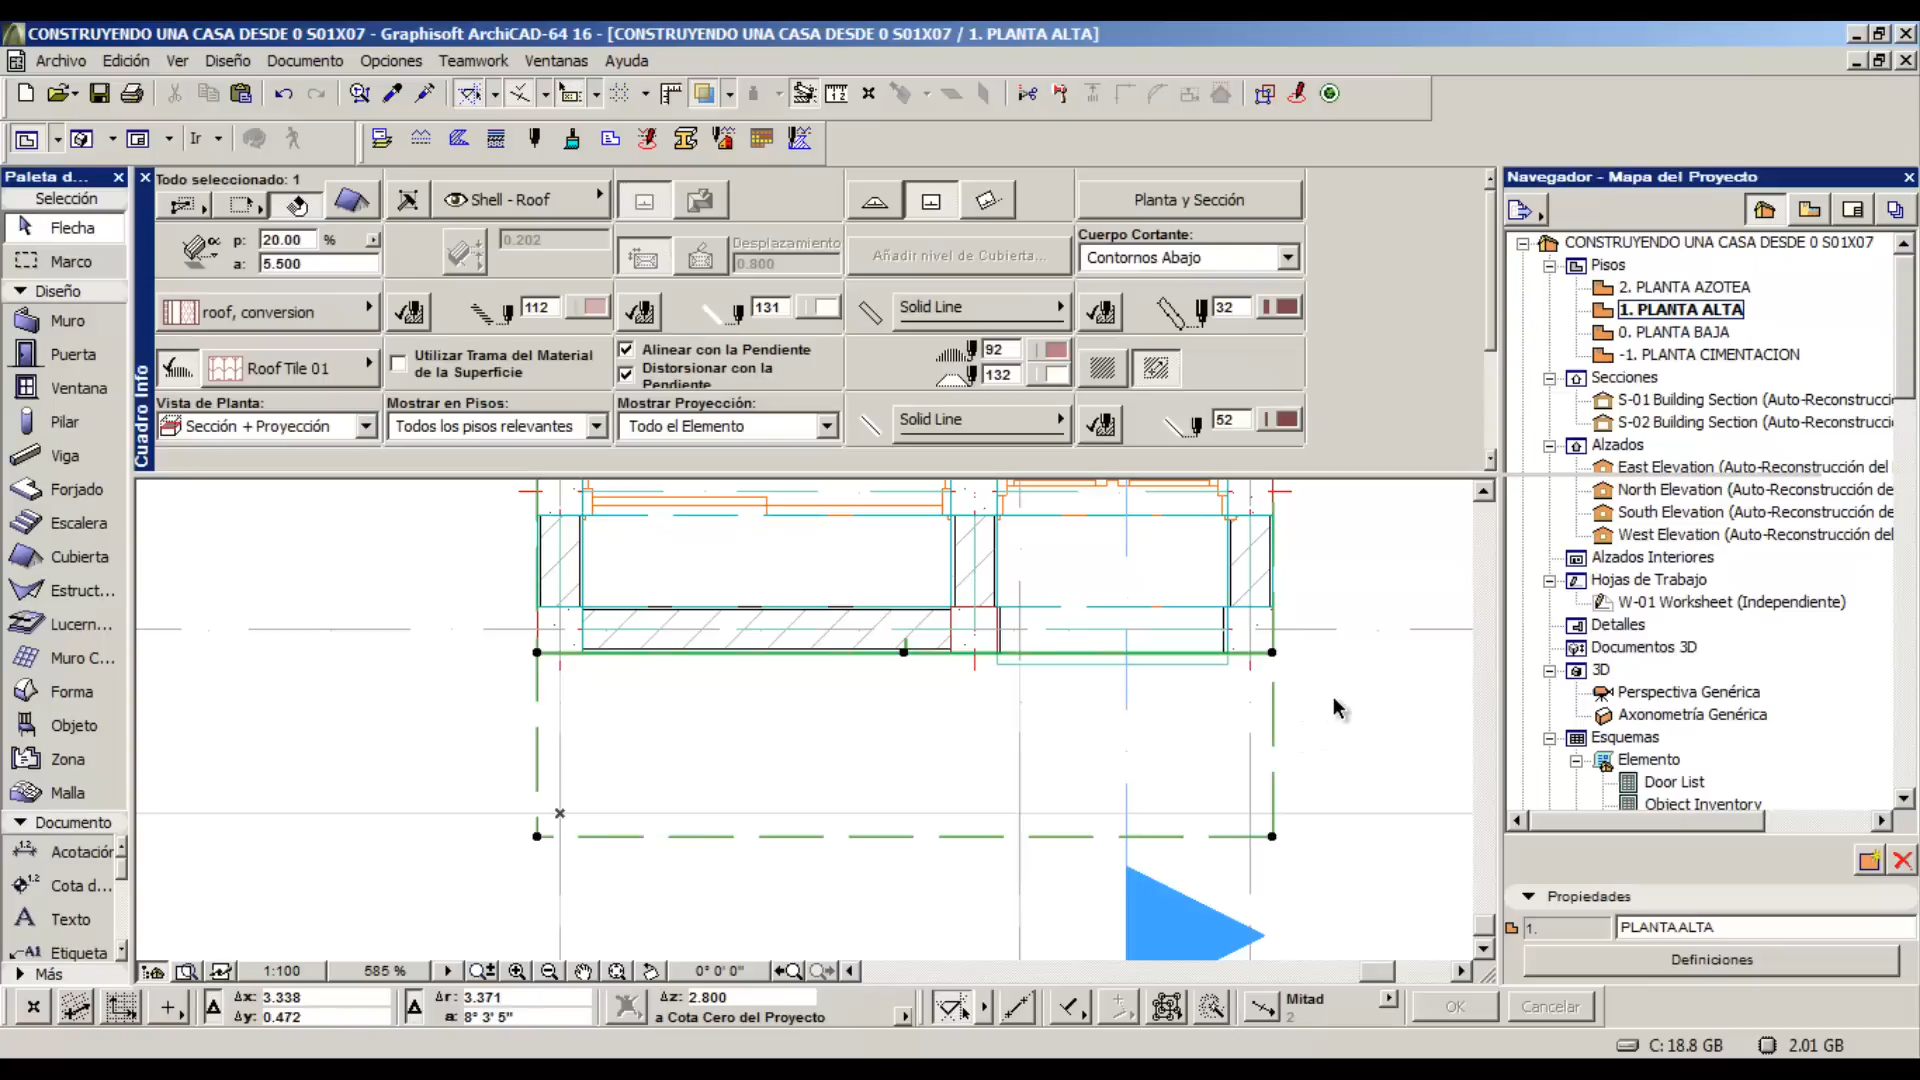 CONSTRUYENDO UNA CASA DESDE 0 S01X07 - Graphisoft ArchiCAD-64 16 - [CONSTRUYENDO UNA CASA DESDE 0 S01X07 / 1. PLANTA ALTA]
Archivo Edición Ver Diseño Documento Opciones Teamwork Ventanas Ayuda
Ir
Paleta d...
Selección
Flecha
Marco
Diseño
Muro
Puerta
Ventana
Pilar
Viga
Forjado
Escalera
Cubierta
Estruct...
Lucern...
Muro C...
Forma
Objeto
Zona
Malla
Documento
Acotación
Cota d...
Texto
A1 Etiqueta
Más
Cuadro Info
Todo seleccionado: 1
Shell - Roof
Planta y Sección
p: 20.00 %
a: 5.500
0.202
Desplazamiento
0.800
Añadir nivel de Cubierta...
Cuerpo Cortante:
Contornos Abajo
roof, conversion
112
131
Solid Line
32
Roof Tile 01
Utilizar Trama del Material de la Superficie
Alinear con la Pendiente
Distorsionar con la Pendiente
92
132
Vista de Planta:
Sección + Proyección
Mostrar en Pisos:
Todos los pisos relevantes
Mostrar Proyección:
Todo el Elemento
Solid Line
52
1:100
585 %
0° 0' 0"
Δx: 3.338
Δy: 0.472
Δr: 3.371
a: 8° 3' 5"
Δz: 2.800
a Cota Cero del Proyecto
Mitad
2
OK
Cancelar
C: 18.8 GB
2.01 GB
Navegador - Mapa del Proyecto
CONSTRUYENDO UNA CASA DESDE 0 S01X07
Pisos
2. PLANTA AZOTEA
1. PLANTA ALTA
0. PLANTA BAJA
-1. PLANTA CIMENTACION
Secciones
S-01 Building Section (Auto-Reconstrucci
S-02 Building Section (Auto-Reconstrucci
Alzados
East Elevation (Auto-Reconstrucción del
North Elevation (Auto-Reconstrucción de
South Elevation (Auto-Reconstrucción de
West Elevation (Auto-Reconstrucción del
Alzados Interiores
Hojas de Trabajo
W-01 Worksheet (Independiente)
Detalles
Documentos 3D
3D
Perspectiva Genérica
Axonometría Genérica
Esquemas
Elemento
Door List
Object Inventory
Propiedades
1.
PLANTA ALTA
Definiciones